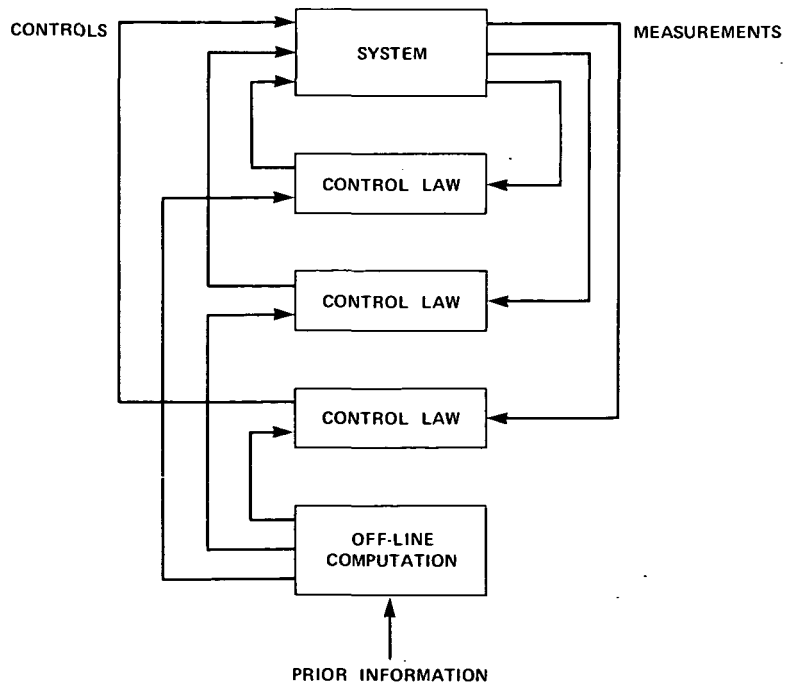 CONTROLS
MEASUREMENTS
SYSTEM
CONTROL LAW
CONTROL LAW
CONTROL LAW
OFF-LINE
COMPUTATION
PRIOR INFORMATION